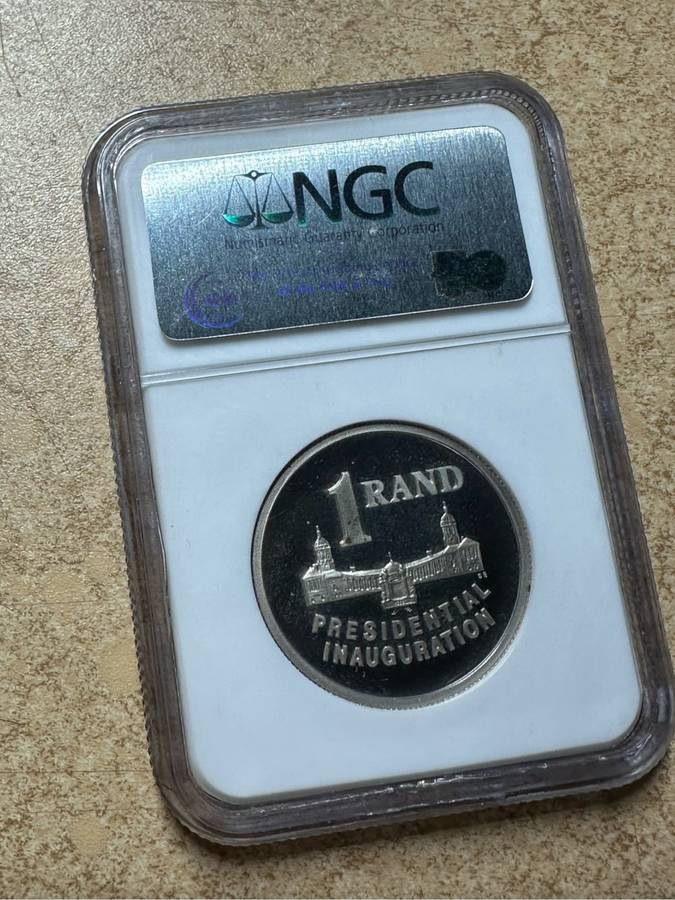 NGC
Numismatic Guaranty Corporation
1 RAND
PRESIDENTIAL
INAUGURATION